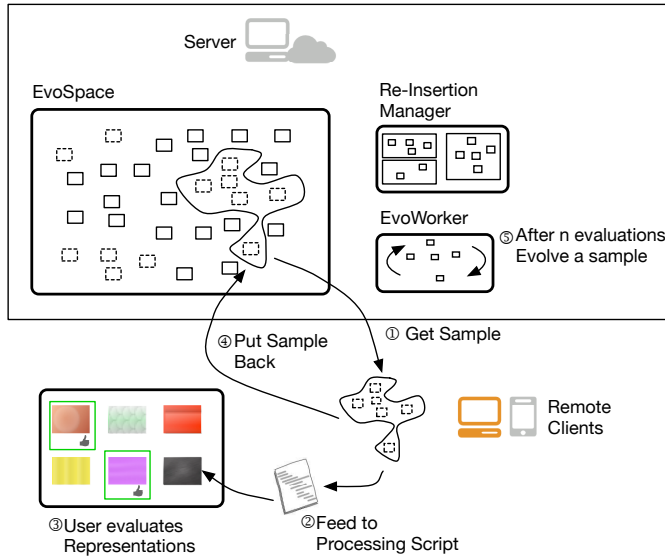 Server
EvoSpace
Re-Insertion
Manager
EvoWorker
⑤After n evaluations
Evolve a sample
④Put Sample
Back
① Get Sample
Remote
Clients
③User evaluates
Representations
②Feed to
Processing Script